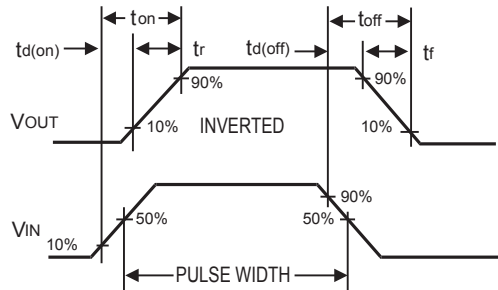 ton toff
td(on) tr td(off) tf
90% 90%
VOUT 10% INVERTED 10%
90%
50% 50%
VIN
10%
PULSE WIDTH